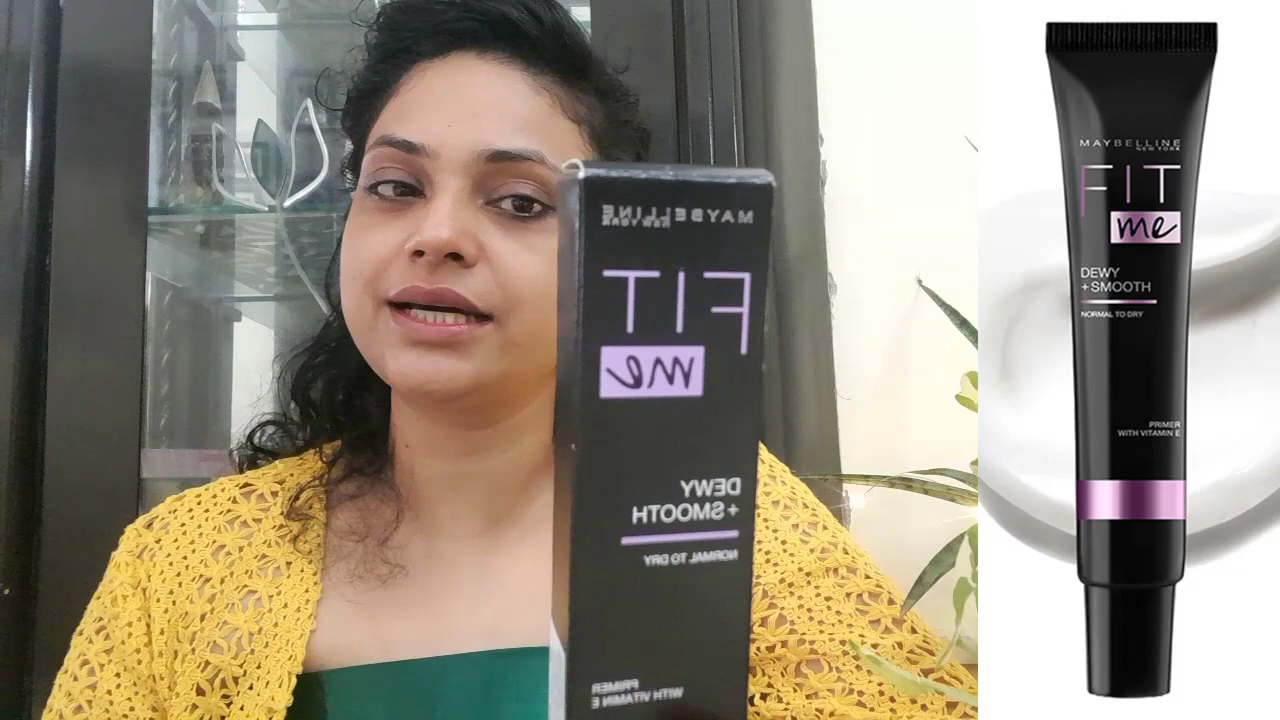 MAYBELLINE
NEW YORK
FIT
me
DEWY
+SMOOTH
NORMAL TO DRY
PRIMER
WITH VITAMIN E
MAYBELLINE
NEW YORK
FIT
me
DEWY
+SMOOTH
NORMAL TO DRY
PRIMER
WITH VITAMIN E